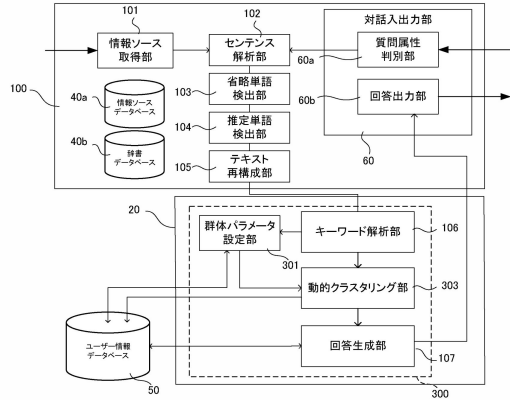 101
102
対話入出力部
情報ソース
取得部
センテンス
解析部
質問属性
判別部
60a
103
省略単語
検出部
100
40a
情報ソース
データベース
60b
回答出力部
104
推定単語
検出部
40b
辞書
データベース
105
テキスト
再構成部
60
20
群体パラメータ
設定部
301
キーワード解析部
106
動的クラスタリング部
303
ユーザー情報
データベース
50
回答生成部
107
300